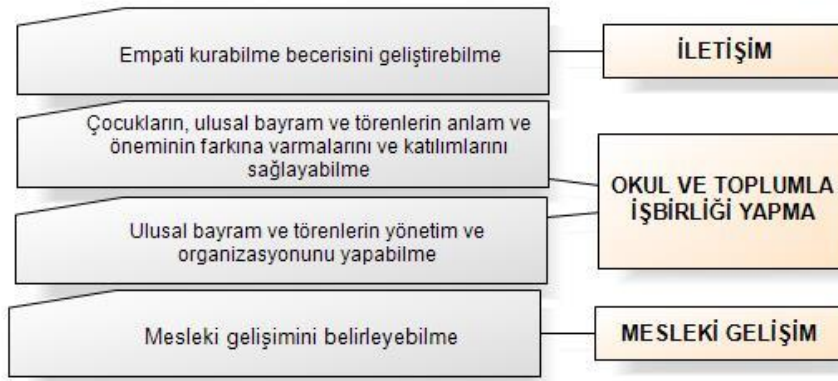 Empati kurabilme becerisini geliştirebilme
İLETİŞİM
Çocukların, ulusal bayram ve törenlerin anlam ve
öneminin farkına varmalarını ve katılımlarını
sağlayabilme
OKUL VE TOPLUMLA
İŞBİRLİĞİ YAPMA
Ulusal bayram ve törenlerin yönetim ve
organizasyonunu yapabilme
Mesleki gelişimini belirleyebilme
MESLEKİ GELİŞİM